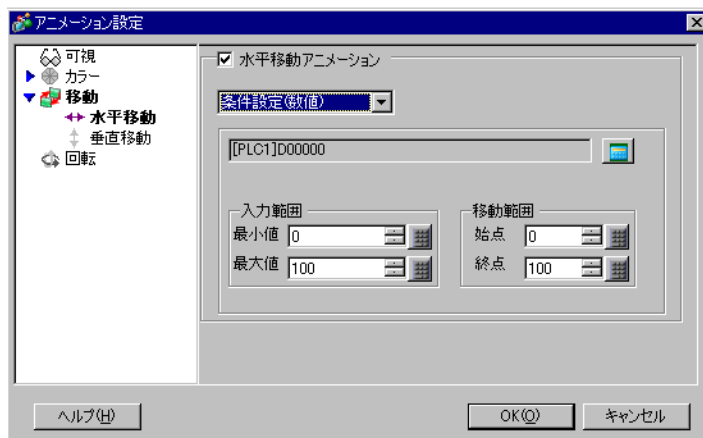 アニメーション設定
可視
カラー
移動
水平移動
垂直移動
回転
水平移動アニメーション
条件設定(数値)
[PLC1]D00000
入力範囲
最小値 0
最大値 100
移動範囲
始点 0
終点 100
ヘルプ(H)
OK(O)
キャンセル